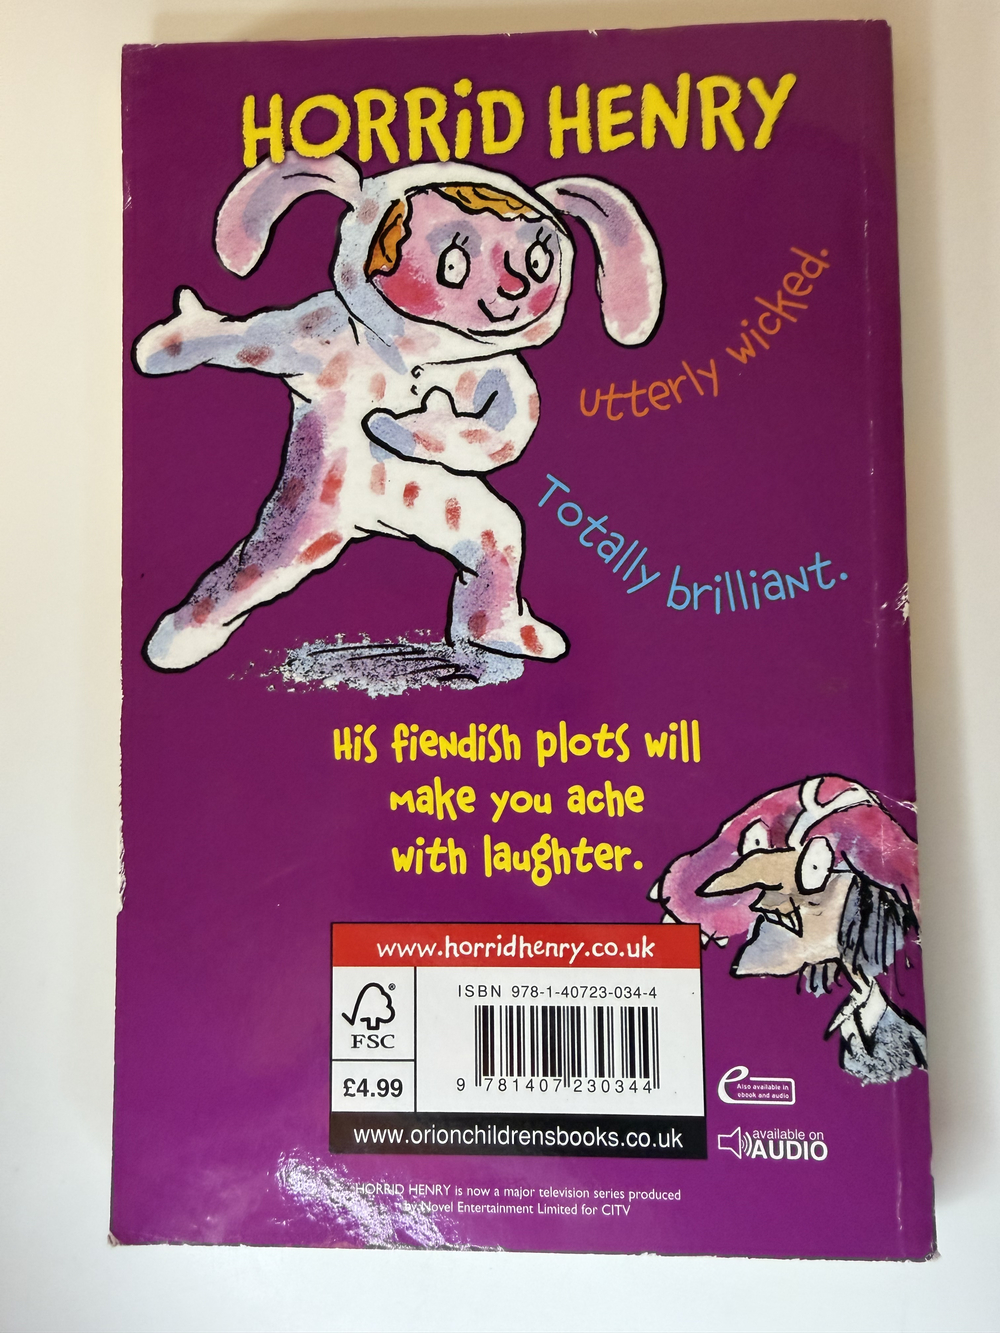 HORRiD HENRY
utterly wicked.
Totally brilliant.
His fiendish plots will
make you ache
with laughter.
www.horridhenry.co.uk
ISBN 978-1-40723-034-4
®
FSC
£4.99
9 781407 230344
www.orionchildrensbooks.co.uk
e
Also available in
ebook and audio
available on
AUDIO
HORRID HENRY is now a major television series produced
by Novel Entertainment Limited for CITV